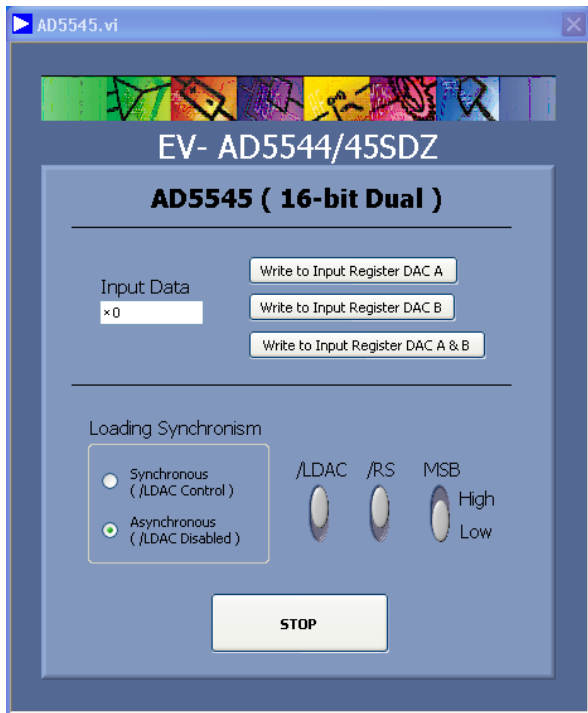 AD5545.vi
EV- AD5544/45SDZ
AD5545 ( 16-bit Dual )
Input Data
×0
Write to Input Register DAC A
Write to Input Register DAC B
Write to Input Register DAC A & B
Loading Synchronism
Synchronous
( /LDAC Control )
Asynchronous
( /LDAC Disabled )
/LDAC /RS MSB
High
Low
STOP